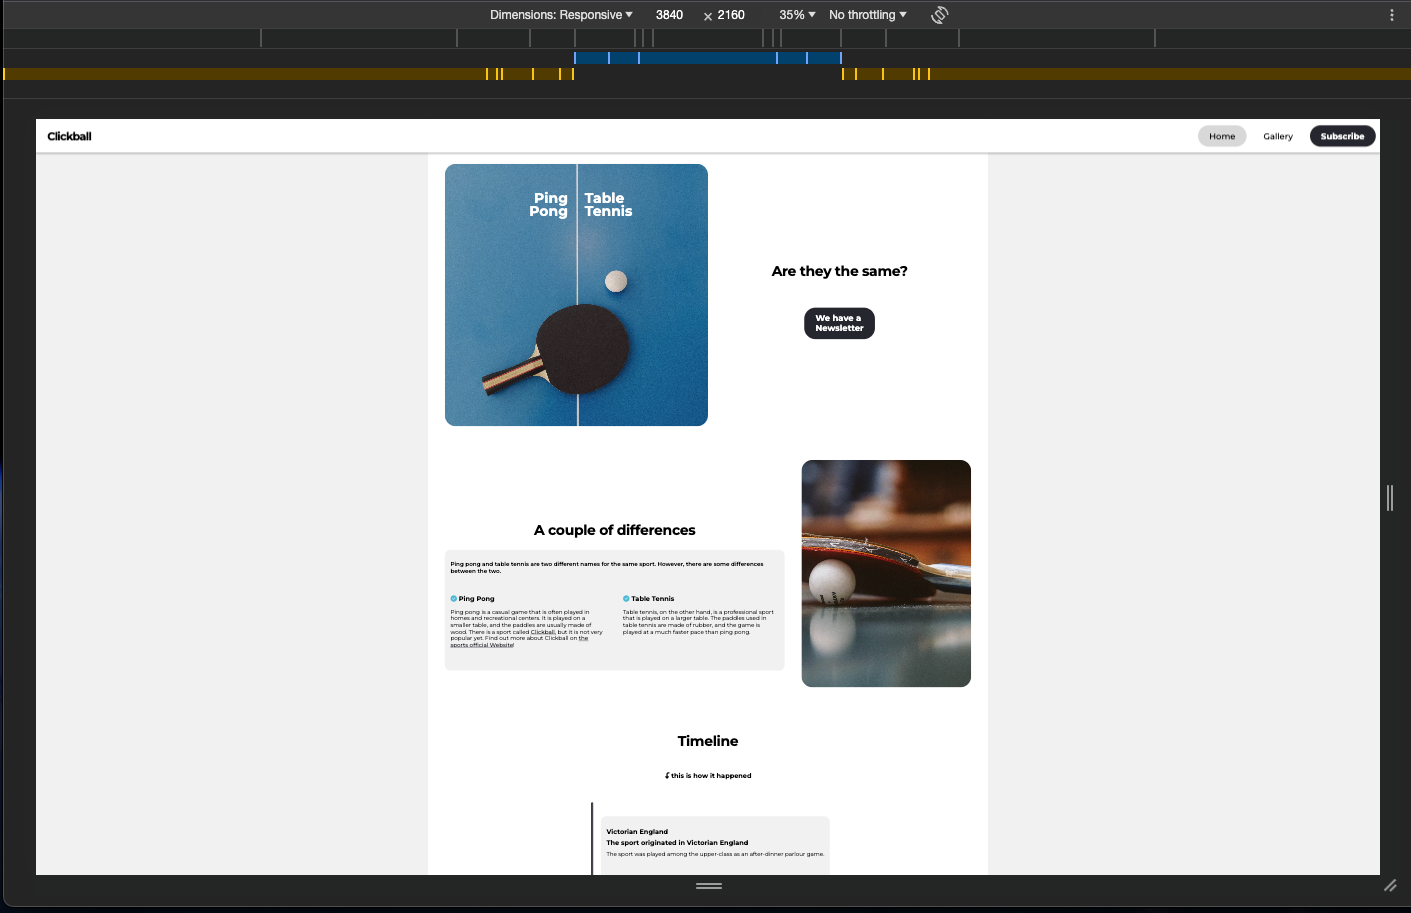 Dimensions: Responsive 3840 × 2160 35% No throttling
Clickball Home Gallery Subscribe
Ping Table
Pong Tennis
Are they the same?
We have a
Newsletter
A couple of differences
Ping pong and table tennis are two different names for the same sport. However, there are some differences
between the two.
Ping Pong
Ping pong is a casual game that is often played in
homes and recreational centers. It is played on a
smaller table, and the paddles are usually made of
wood. There is a sport called Clickball, but it is not very
popular yet. Find out more about Clickball on the
sports official Website!
Table Tennis
Table tennis, on the other hand, is a professional sport
that is played on a larger table. The paddles used in
table tennis are made of rubber, and the game is
played at a much faster pace than ping pong.
Timeline
this is how it happened
Victorian England
The sport originated in Victorian England
The sport was played among the upper-class as an after-dinner parlour game.